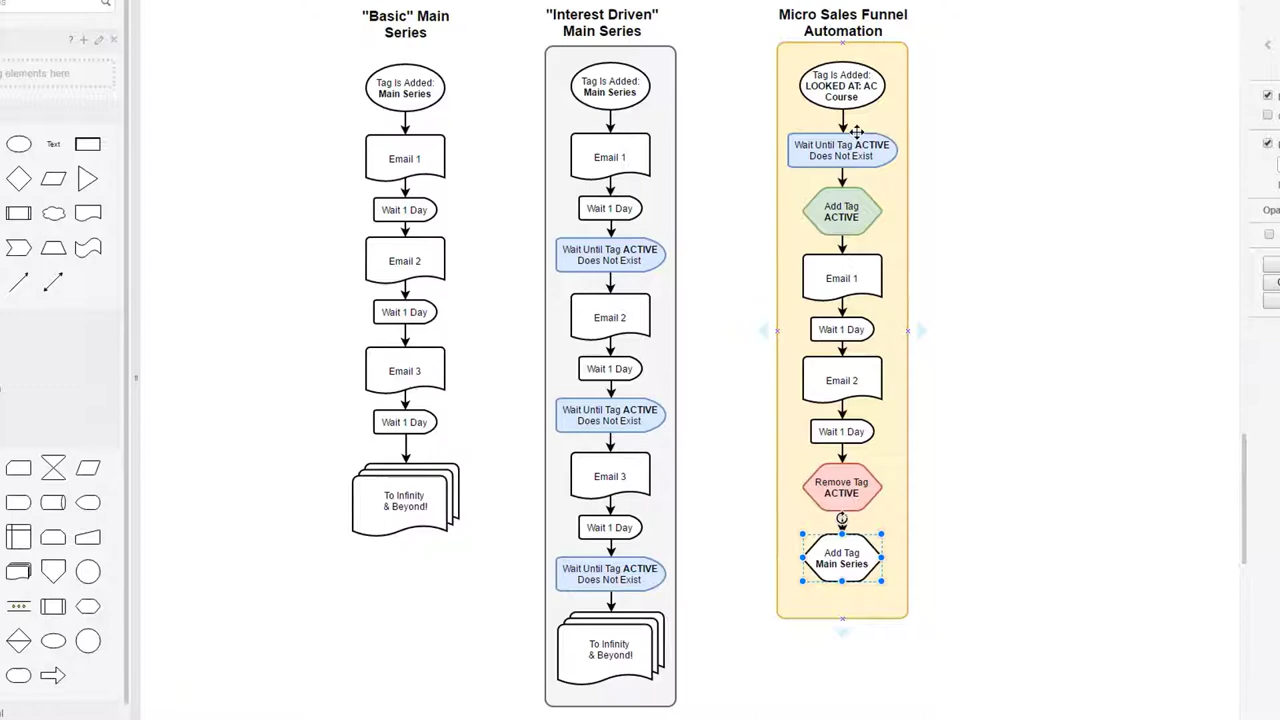 "Basic" Main
Series
Tag Is Added:
Main Series
Email 1
Wait 1 Day
Email 2
Wait 1 Day
Email 3
Wait 1 Day
To Infinity
& Beyond!
"Interest Driven"
Main Series
Tag Is Added:
Main Series
Email 1
Wait 1 Day
Wait Until Tag ACTIVE
Does Not Exist
Email 2
Wait 1 Day
Wait Until Tag ACTIVE
Does Not Exist
Email 3
Wait 1 Day
Wait Until Tag ACTIVE
Does Not Exist
To Infinity
& Beyond!
Micro Sales Funnel
Automation
Tag Is Added:
LOOKED AT: AC
Course
Wait Until Tag ACTIVE
Does Not Exist
Add Tag
ACTIVE
Email 1
Wait 1 Day
Email 2
Wait 1 Day
Remove Tag
ACTIVE
Add Tag
Main Series
elements here
Text
Opa